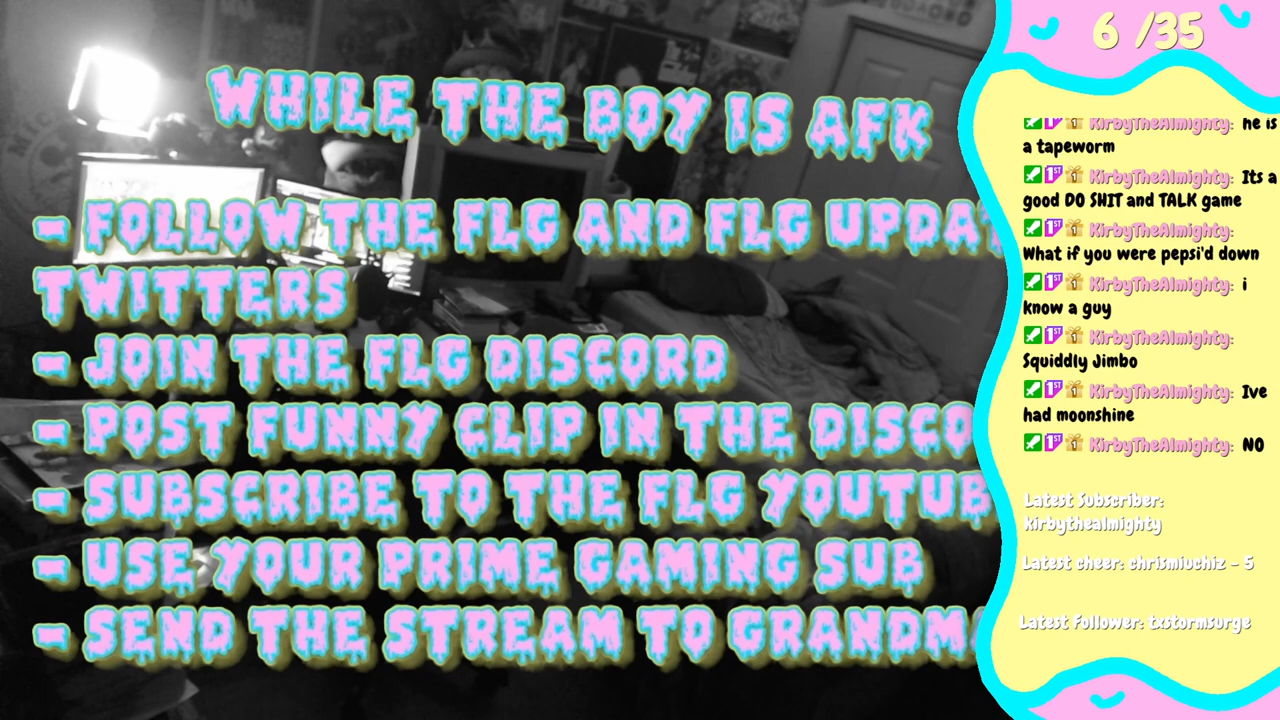 WHILE THE BOY IS AFK
- FOLLOW THE FLG AND FLG UPDAT
TWITTERS
- JOIN THE FLG DISCORD
- POST FUNNY CLIP IN THE DISCO
- SUBSCRIBE TO THE FLG YOUTUB
- USE YOUR PRIME GAMING SUB
- SEND THE STREAM TO GRANDMA
6 /35
KirbyTheAlmighty: he is
a tapeworm
KirbyTheAlmighty: Its a
good DO SHIT and TALK game
KirbyTheAlmighty:
What if you were pepsi'd down
KirbyTheAlmighty: i
know a guy
KirbyTheAlmighty:
Squiddly Jimbo
KirbyTheAlmighty: Ive
had moonshine
KirbyTheAlmighty: NO
Latest Subscriber:
kirbythealmighty
Latest cheer: chrismiuchiz - 5
Latest Follower: txstormsurge